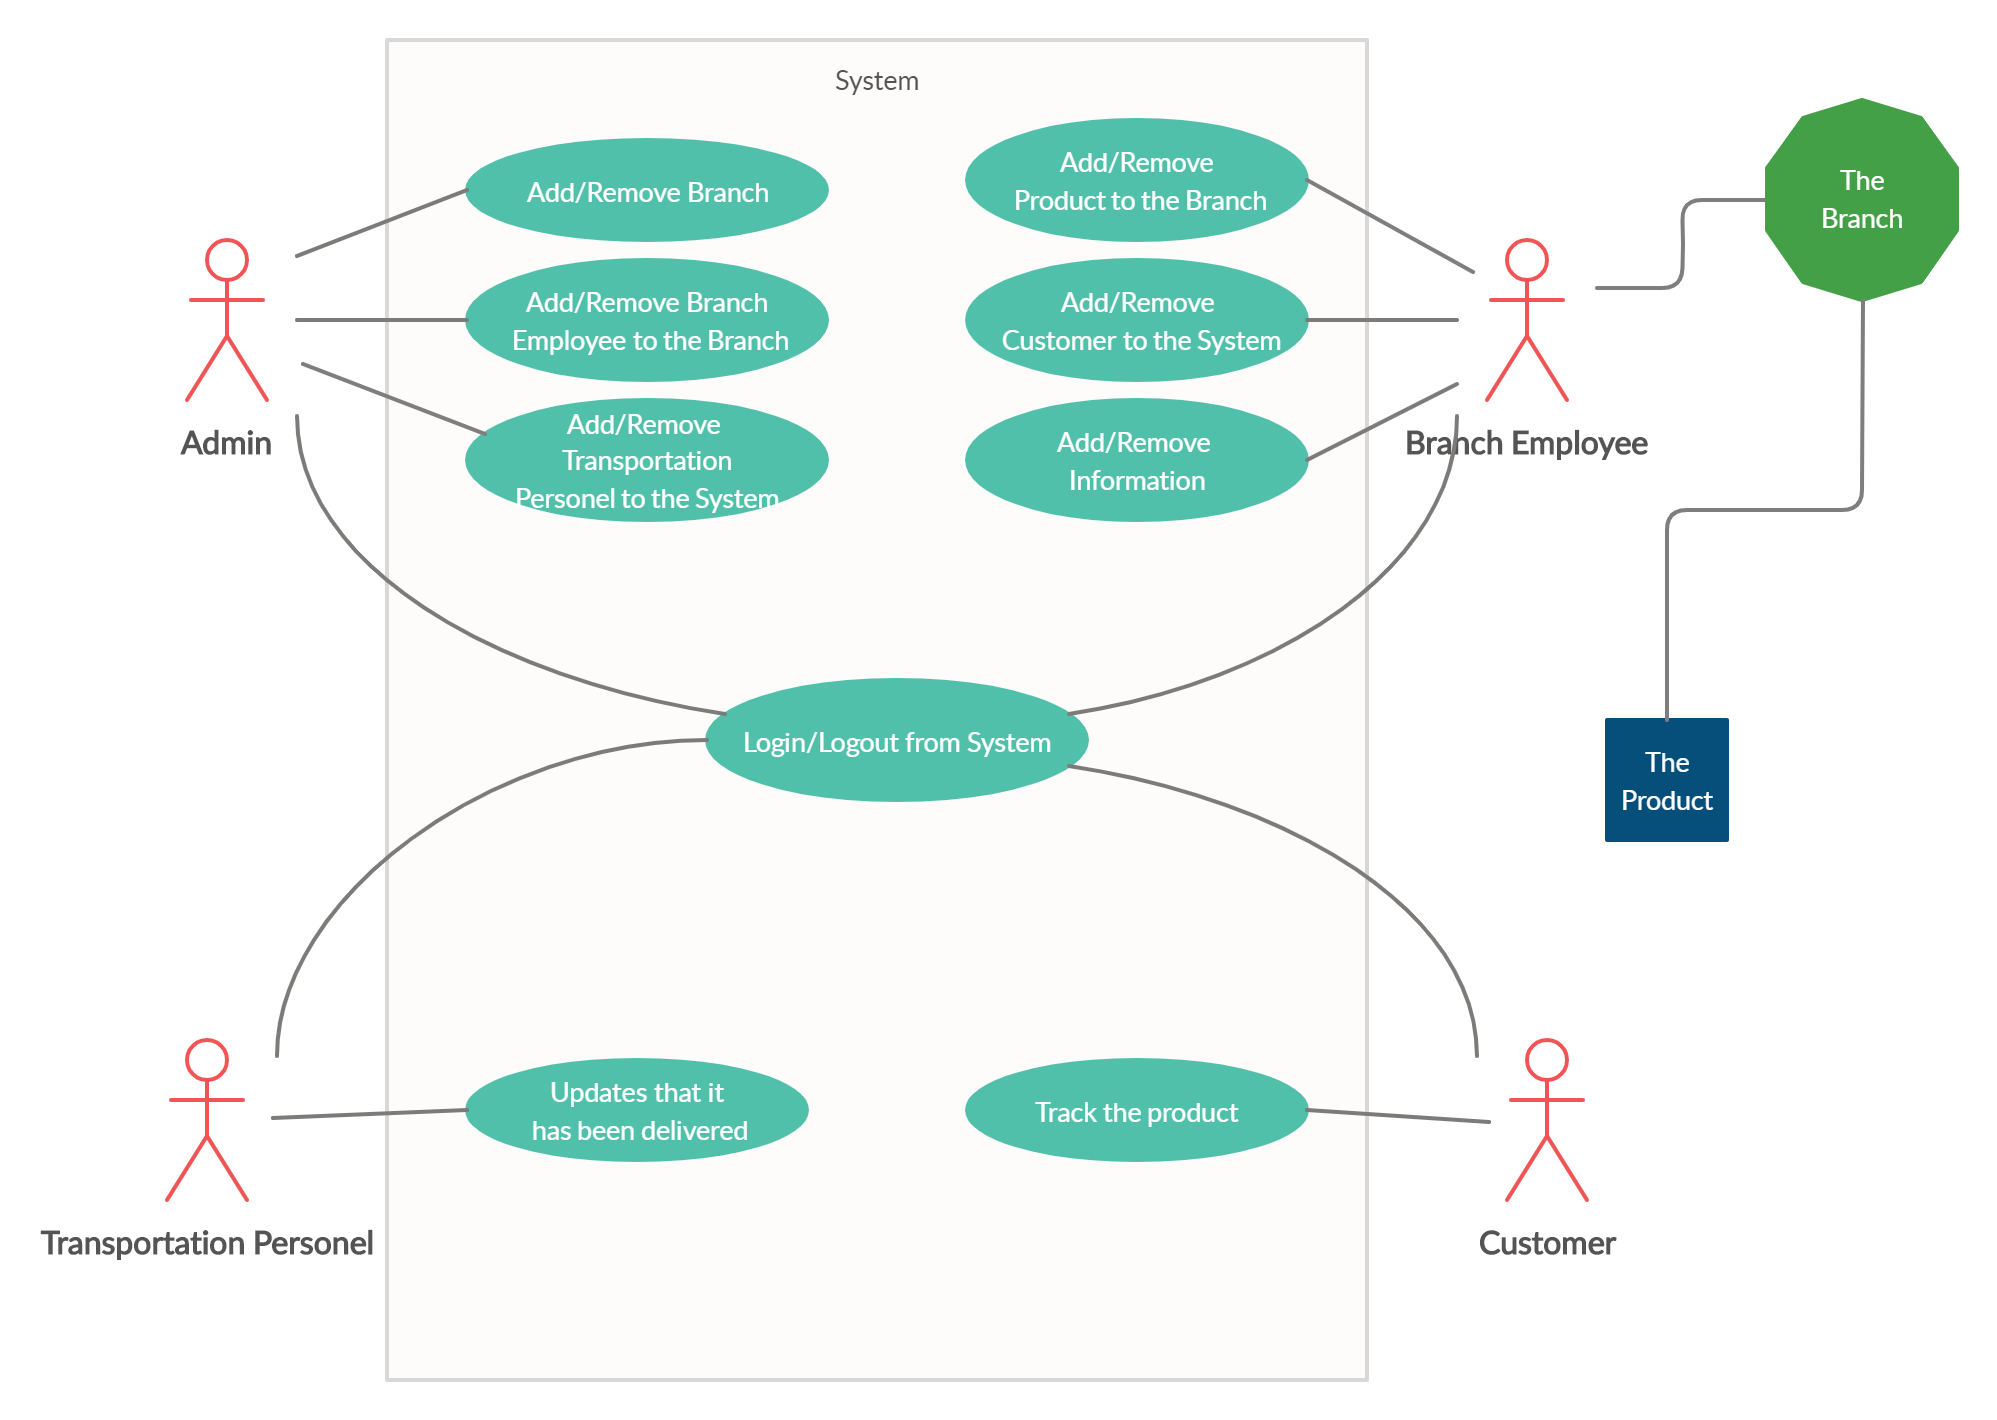 System
Add/Remove Branch
Add/Remove
Product to the Branch
The
Branch
Add/Remove Branch
Employee to the Branch
Add/Remove
Customer to the System
Add/Remove
Transportation
Personel to the System
Add/Remove
Information
Admin
Branch Employee
Login/Logout from System
The
Product
Updates that it
has been delivered
Track the product
Transportation Personel
Customer